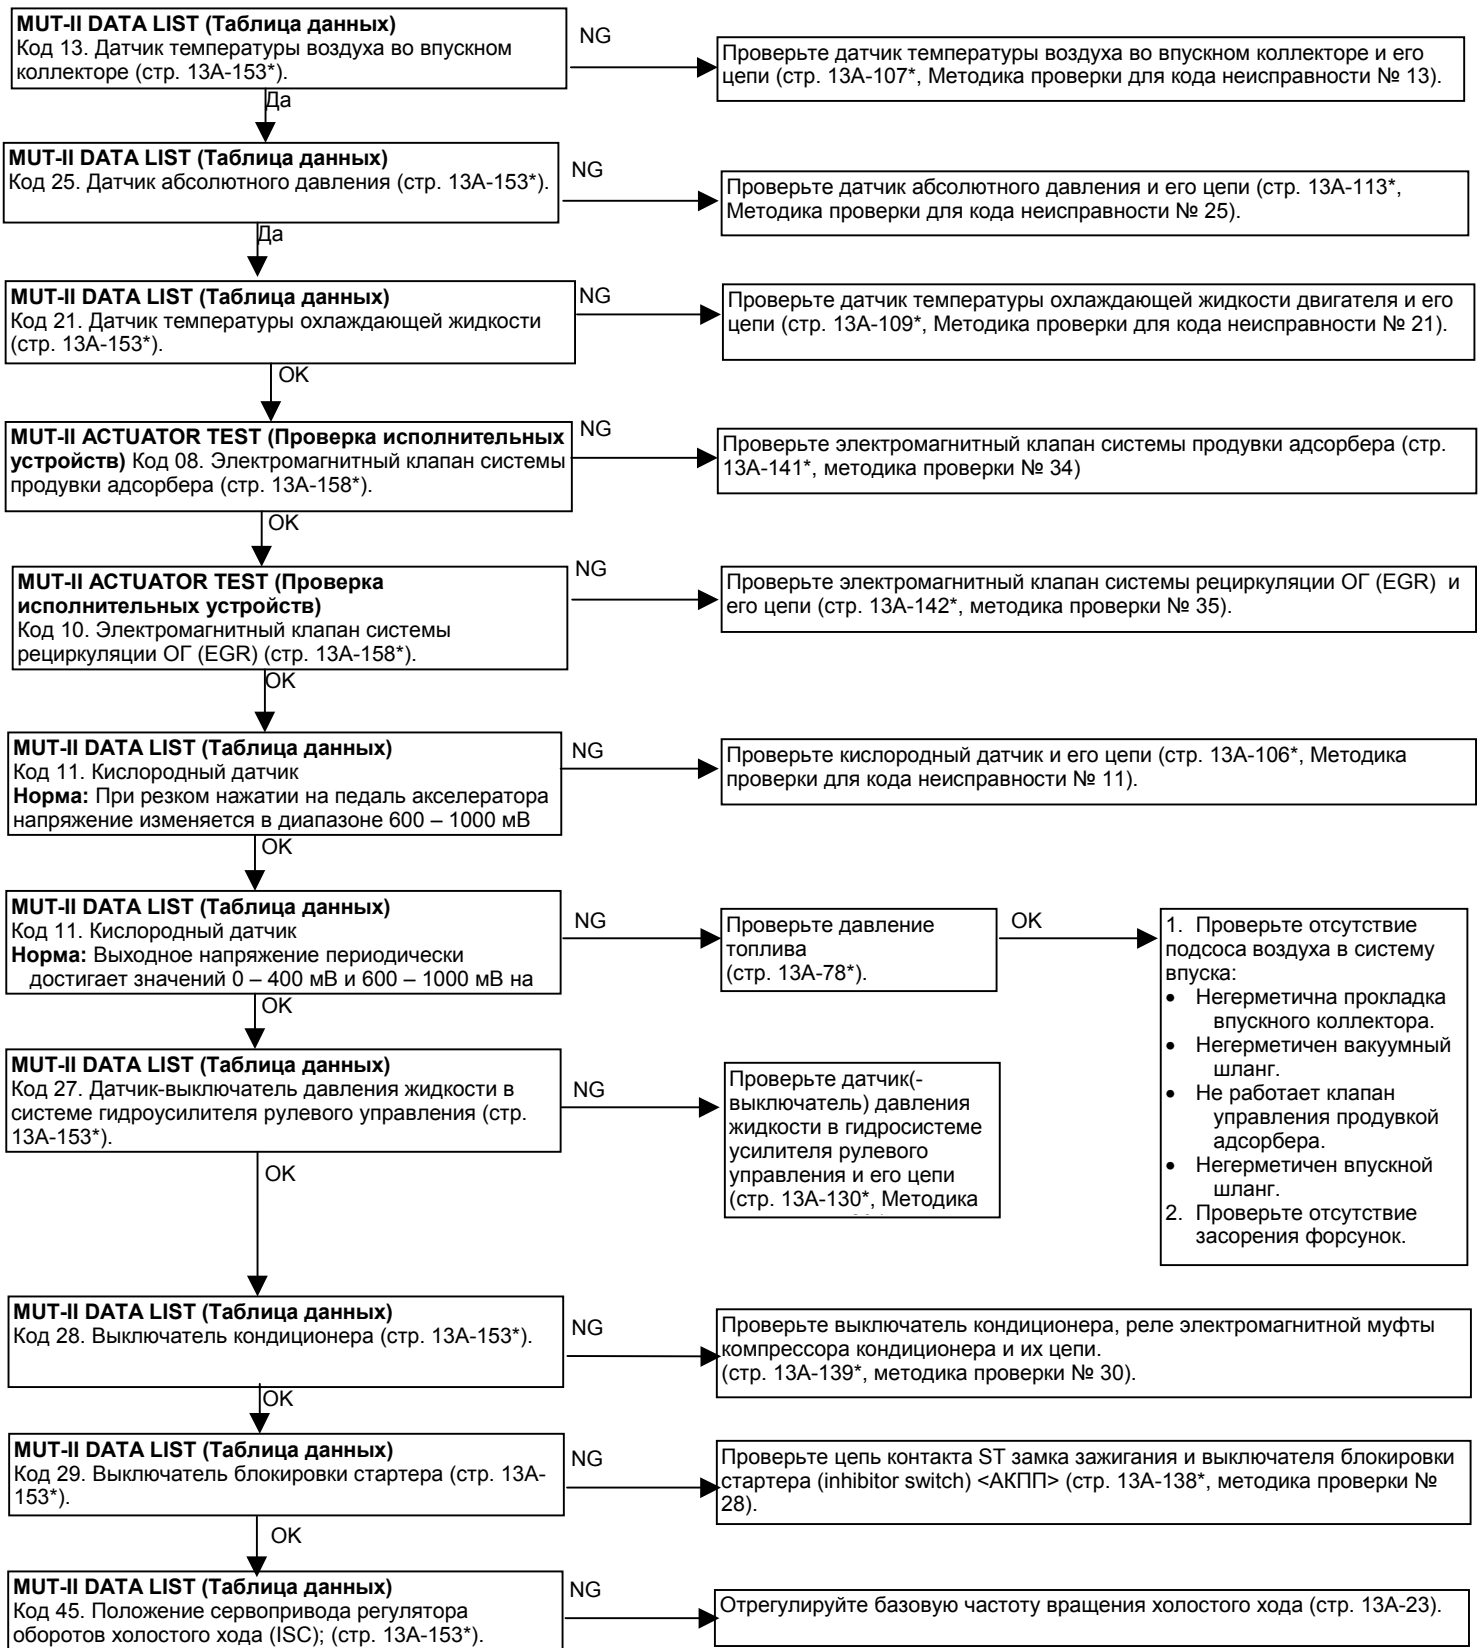 MUT-II DATA LIST (Таблица данных)
Код 13. Датчик температуры воздуха во впускном
коллекторе (стр. 13A-153*).
NG
Проверьте датчик температуры воздуха во впускном коллекторе и его
цепи (стр. 13A-107*, Методика проверки для кода неисправности № 13).
Да
MUT-II DATA LIST (Таблица данных)
Код 25. Датчик абсолютного давления (стр. 13A-153*).
NG
Проверьте датчик абсолютного давления и его цепи (стр. 13A-113*,
Методика проверки для кода неисправности № 25).
Да
MUT-II DATA LIST (Таблица данных)
Код 21. Датчик температуры охлаждающей жидкости
(стр. 13A-153*).
NG
Проверьте датчик температуры охлаждающей жидкости двигателя и его
цепи (стр. 13A-109*, Методика проверки для кода неисправности № 21).
OK
MUT-II ACTUATOR TEST (Проверка исполнительных
устройств) Код 08. Электромагнитный клапан системы
продувки адсорбера (стр. 13A-158*).
NG
Проверьте электромагнитный клапан системы продувки адсорбера (стр.
13A-141*, методика проверки № 34)
OK
MUT-II ACTUATOR TEST (Проверка
исполнительных устройств)
Код 10. Электромагнитный клапан системы
рециркуляции ОГ (EGR) (стр. 13A-158*).
NG
Проверьте электромагнитный клапан системы рециркуляции ОГ (EGR) и
его цепи (стр. 13A-142*, методика проверки № 35).
OK
MUT-II DATA LIST (Таблица данных)
Код 11. Кислородный датчик
Норма: При резком нажатии на педаль акселератора
напряжение изменяется в диапазоне 600 – 1000 мВ
NG
Проверьте кислородный датчик и его цепи (стр. 13A-106*, Методика
проверки для кода неисправности № 11).
OK
MUT-II DATA LIST (Таблица данных)
Код 11. Кислородный датчик
Норма: Выходное напряжение периодически
достигает значений 0 – 400 мВ и 600 – 1000 мВ на
NG
Проверьте давление
топлива
(стр. 13A-78*).
OK
1. Проверьте отсутствие
подсоса воздуха в систему
впуска:
• Негерметична прокладка
впускного коллектора.
• Негерметичен вакуумный
шланг.
• Не работает клапан
управления продувкой
адсорбера.
• Негерметичен впускной
шланг.
2. Проверьте отсутствие
засорения форсунок.
OK
MUT-II DATA LIST (Таблица данных)
Код 27. Датчик-выключатель давления жидкости в
системе гидроусилителя рулевого управления (стр.
13A-153*).
NG
Проверьте датчик(-
выключатель) давления
жидкости в гидросистеме
усилителя рулевого
управления и его цепи
(стр. 13A-130*, Методика
OK
MUT-II DATA LIST (Таблица данных)
Код 28. Выключатель кондиционера (стр. 13A-153*).
NG
Проверьте выключатель кондиционера, реле электромагнитной муфты
компрессора кондиционера и их цепи.
(стр. 13A-139*, методика проверки № 30).
OK
MUT-II DATA LIST (Таблица данных)
Код 29. Выключатель блокировки стартера (стр. 13A-
153*).
NG
Проверьте цепь контакта ST замка зажигания и выключателя блокировки
стартера (inhibitor switch) <АКПП> (стр. 13A-138*, методика проверки №
28).
OK
MUT-II DATA LIST (Таблица данных)
Код 45. Положение сервопривода регулятора
оборотов холостого хода (ISC); (стр. 13A-153*).
NG
Отрегулируйте базовую частоту вращения холостого хода (стр. 13A-23).